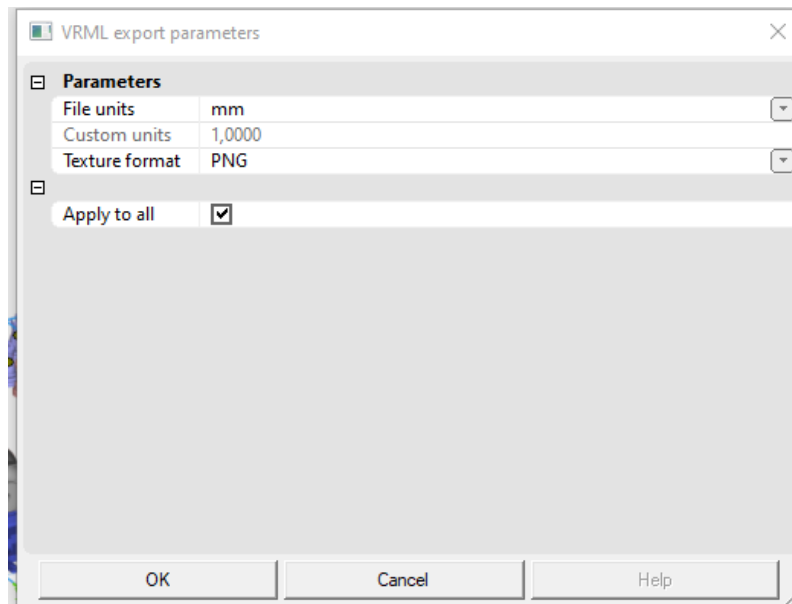 VRML export parameters
Parameters
File units mm
Custom units 1,0000
Texture format PNG
Apply to all
OK Cancel Help